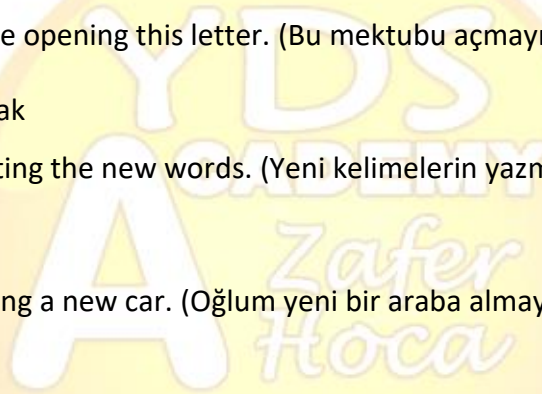 e opening this letter. (Bu mektubu açmayı
ak
ting the new words. (Yeni kelimelerin yazm
ng a new car. (Oğlum yeni bir araba almay
YDS
ACADEMY
Zafer
Hoca